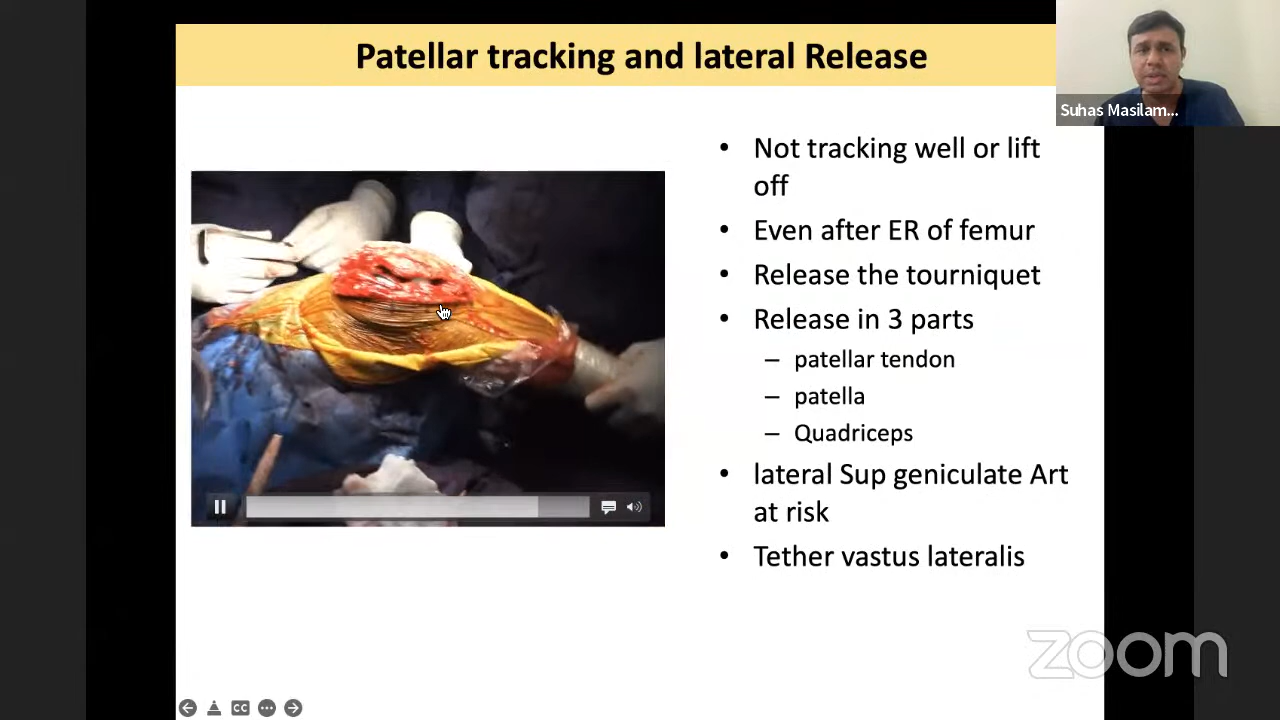 Patellar tracking and lateral Release
Suhas Masilam...
• Not tracking well or lift
off
• Even after ER of femur
• Release the tourniquet
• Release in 3 parts
– patellar tendon
– patella
– Quadriceps
• lateral Sup geniculate Art
at risk
• Tether vastus lateralis
CC
zoom